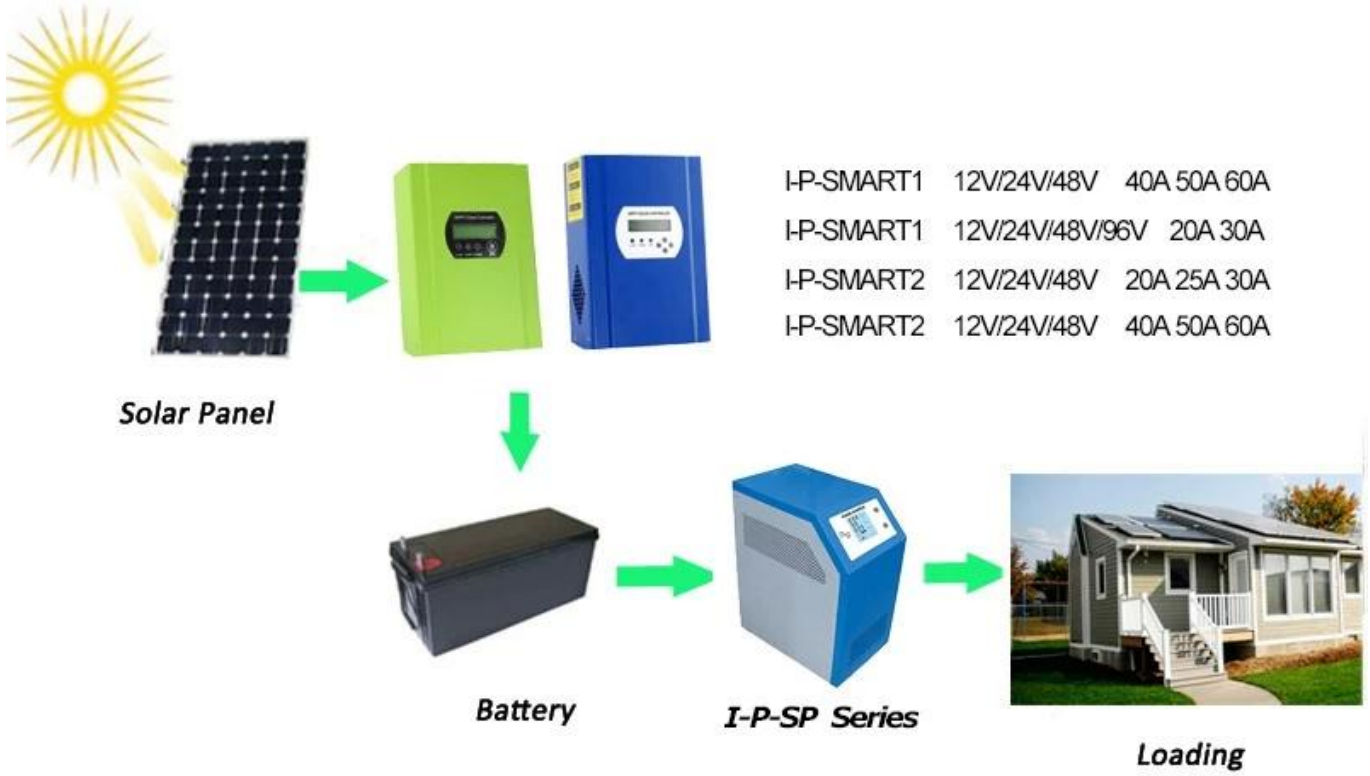 I-P-SMART1 12V/24V/48V 40A 50A 60A
I-P-SMART1 12V/24V/48V/96V 20A 30A
I-P-SMART2 12V/24V/48V 20A 25A 30A
I-P-SMART2 12V/24V/48V 40A 50A 60A
Solar Panel
Battery
I-P-SP Series
Loading